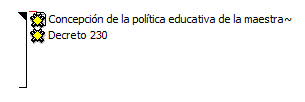 Concepción de la política educativa de la maestra~
Decreto 230